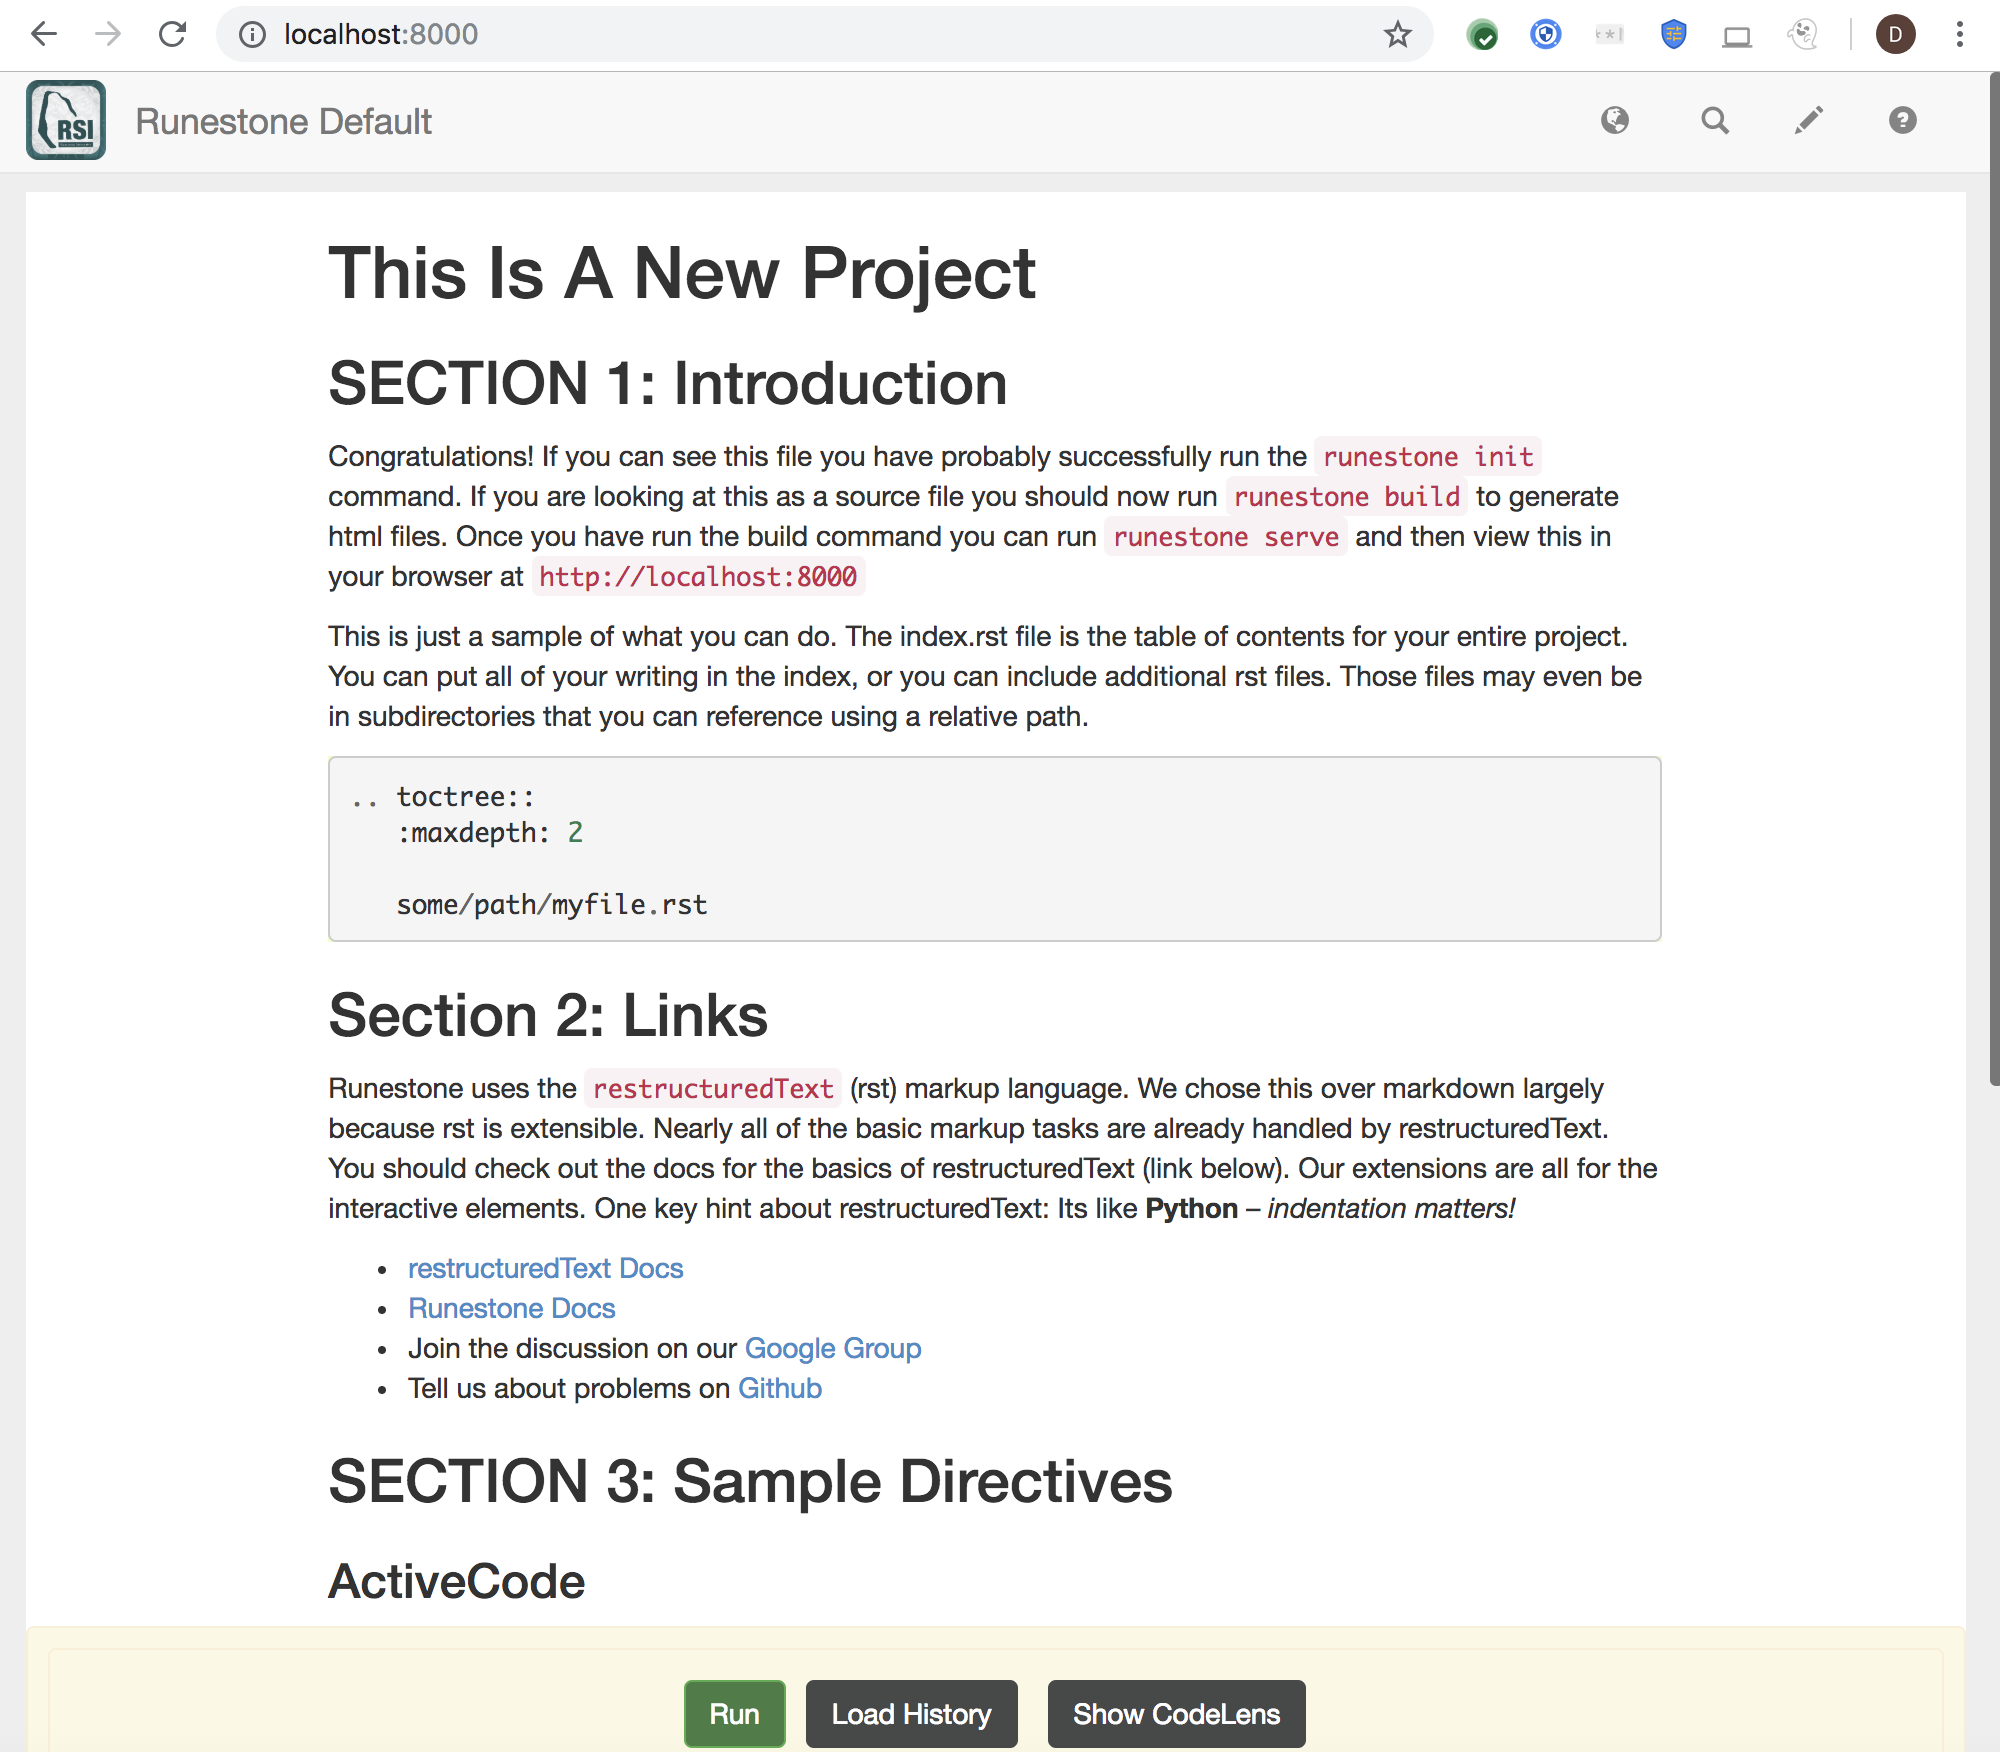 localhost:8000
D
RSI
Runestone Default
This Is A New Project
SECTION 1: Introduction
Congratulations! If you can see this file you have probably successfully run the runestone init
command. If you are looking at this as a source file you should now run runestone build to generate
html files. Once you have run the build command you can run runestone serve and then view this in
your browser at http://localhost:8000
This is just a sample of what you can do. The index.rst file is the table of contents for your entire project.
You can put all of your writing in the index, or you can include additional rst files. Those files may even be
in subdirectories that you can reference using a relative path.
.. toctree::
:maxdepth: 2
some/path/myfile.rst
Section 2: Links
Runestone uses the restructuredText (rst) markup language. We chose this over markdown largely
because rst is extensible. Nearly all of the basic markup tasks are already handled by restructuredText.
You should check out the docs for the basics of restructuredText (link below). Our extensions are all for the
interactive elements. One key hint about restructuredText: Its like Python – indentation matters!
• restructuredText Docs
• Runestone Docs
• Join the discussion on our Google Group
• Tell us about problems on Github
SECTION 3: Sample Directives
ActiveCode
Run Load History Show CodeLens